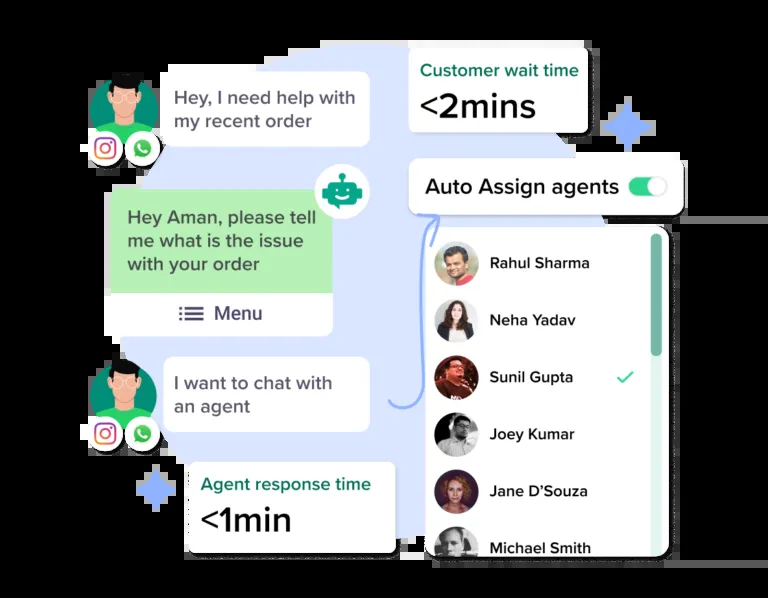 Hey, I need help with
my recent order
Hey Aman, please tell
me what is the issue
with your order
Menu
I want to chat with
an agent
Agent response time
<1min
Customer wait time
<2mins
Auto Assign agents
Rahul Sharma
Neha Yadav
Sunil Gupta
Joey Kumar
Jane D’Souza
Michael Smith